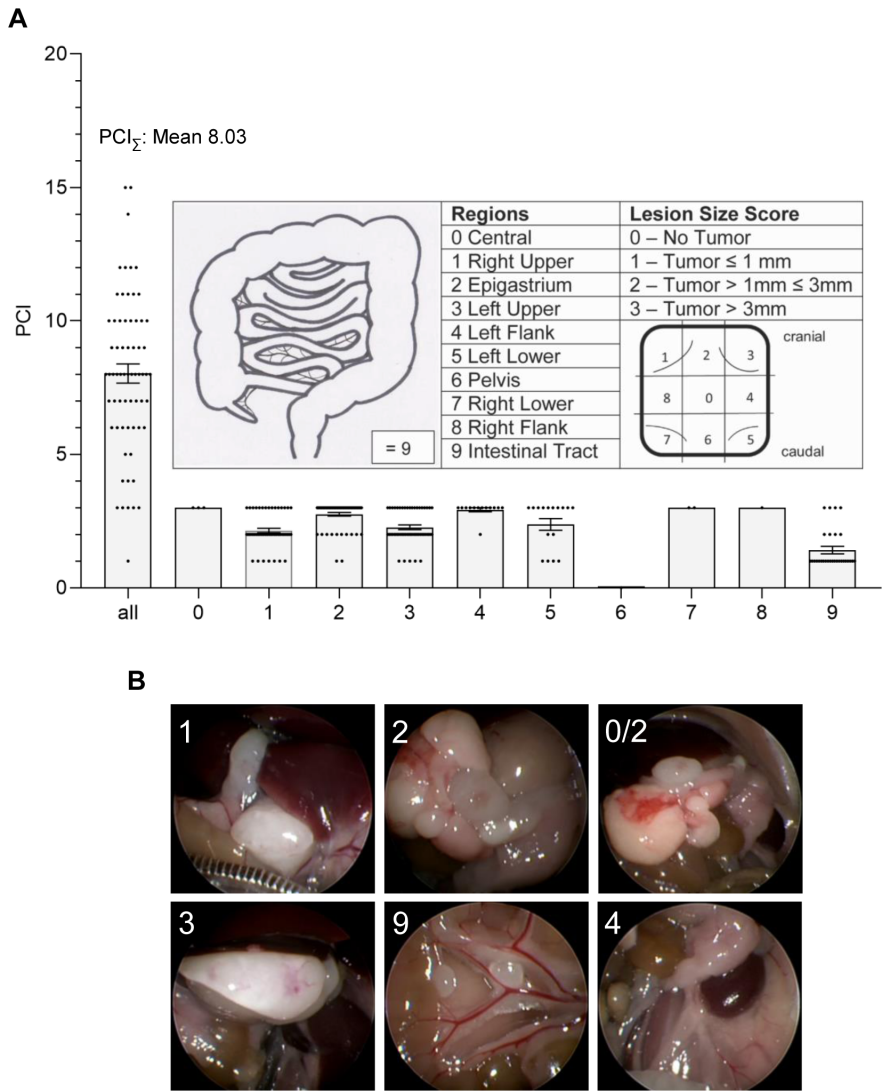 A
20
PCI∑: Mean 8.03
15
Regions Lesion Size Score
0 Central 0 – No Tumor
1 Right Upper 1 – Tumor ≤ 1 mm
2 Epigastrium 2 – Tumor > 1mm ≤ 3mm
3 Left Upper 3 – Tumor > 3mm
PCI
10
4 Left Flank
cranial
5 Left Lower
1 2 3
6 Pelvis
8 0 4
7 Right Lower
8 Right Flank
7 6 5
= 9
9 Intestinal Tract
caudal
5
0
all 0 1 2 3 4 5 6 7 8 9
B
1 2 0/2
3 9 4